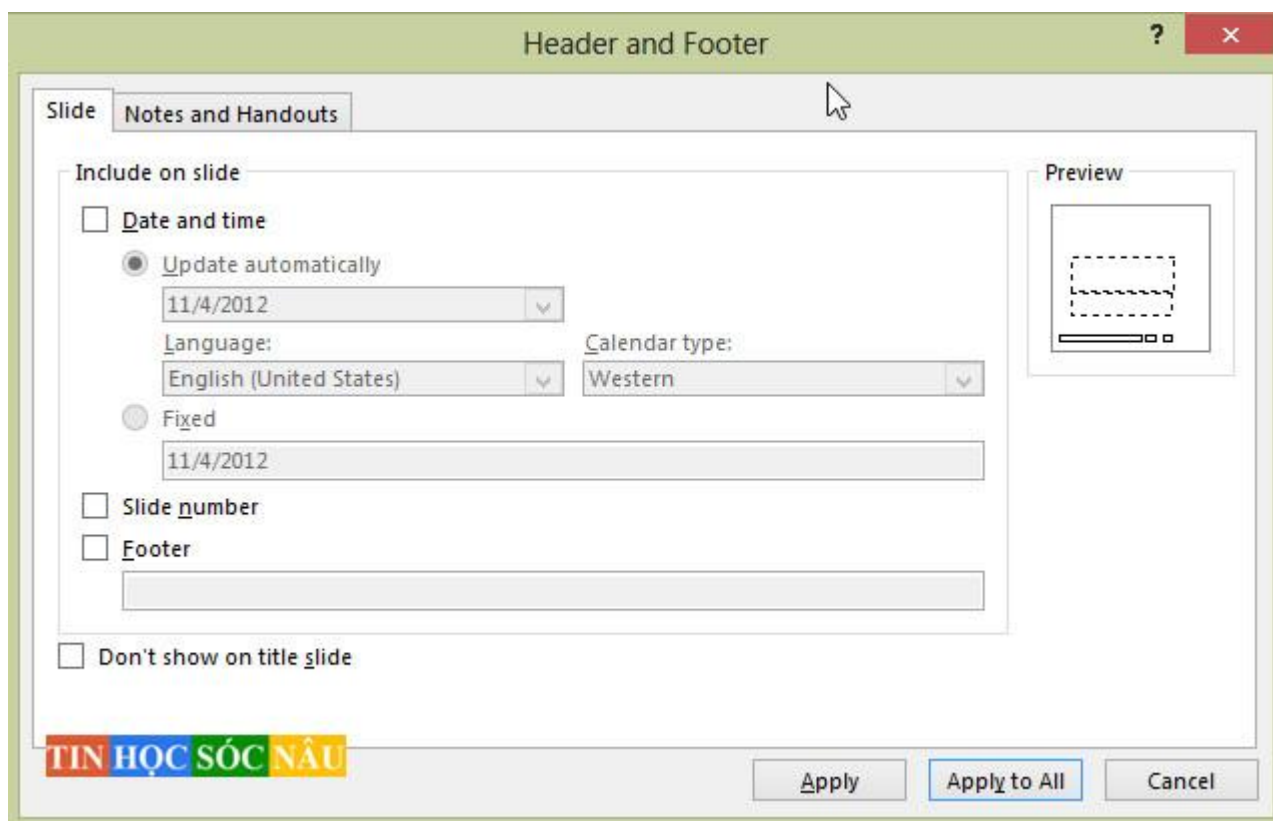 Header and Footer ?
Slide Notes and Handouts
Include on slide
Preview
Date and time
Update automatically
11/4/2012
Language: Calendar type:
English (United States) Western
Fixed
11/4/2012
Slide number
Footer
Don't show on title slide
TIN HỌC SÓC NÂU
Apply Apply to All Cancel